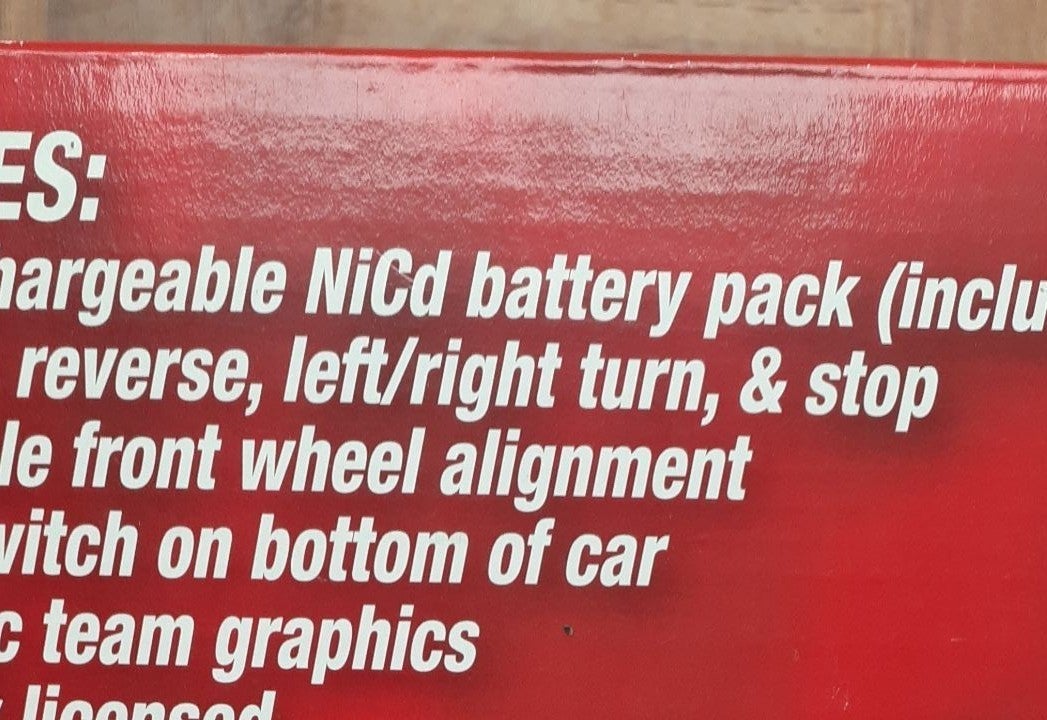 ES:
hargeable NiCd battery pack (inclu
reverse, left/right turn, & stop
le front wheel alignment
witch on bottom of car
c team graphics
licensed